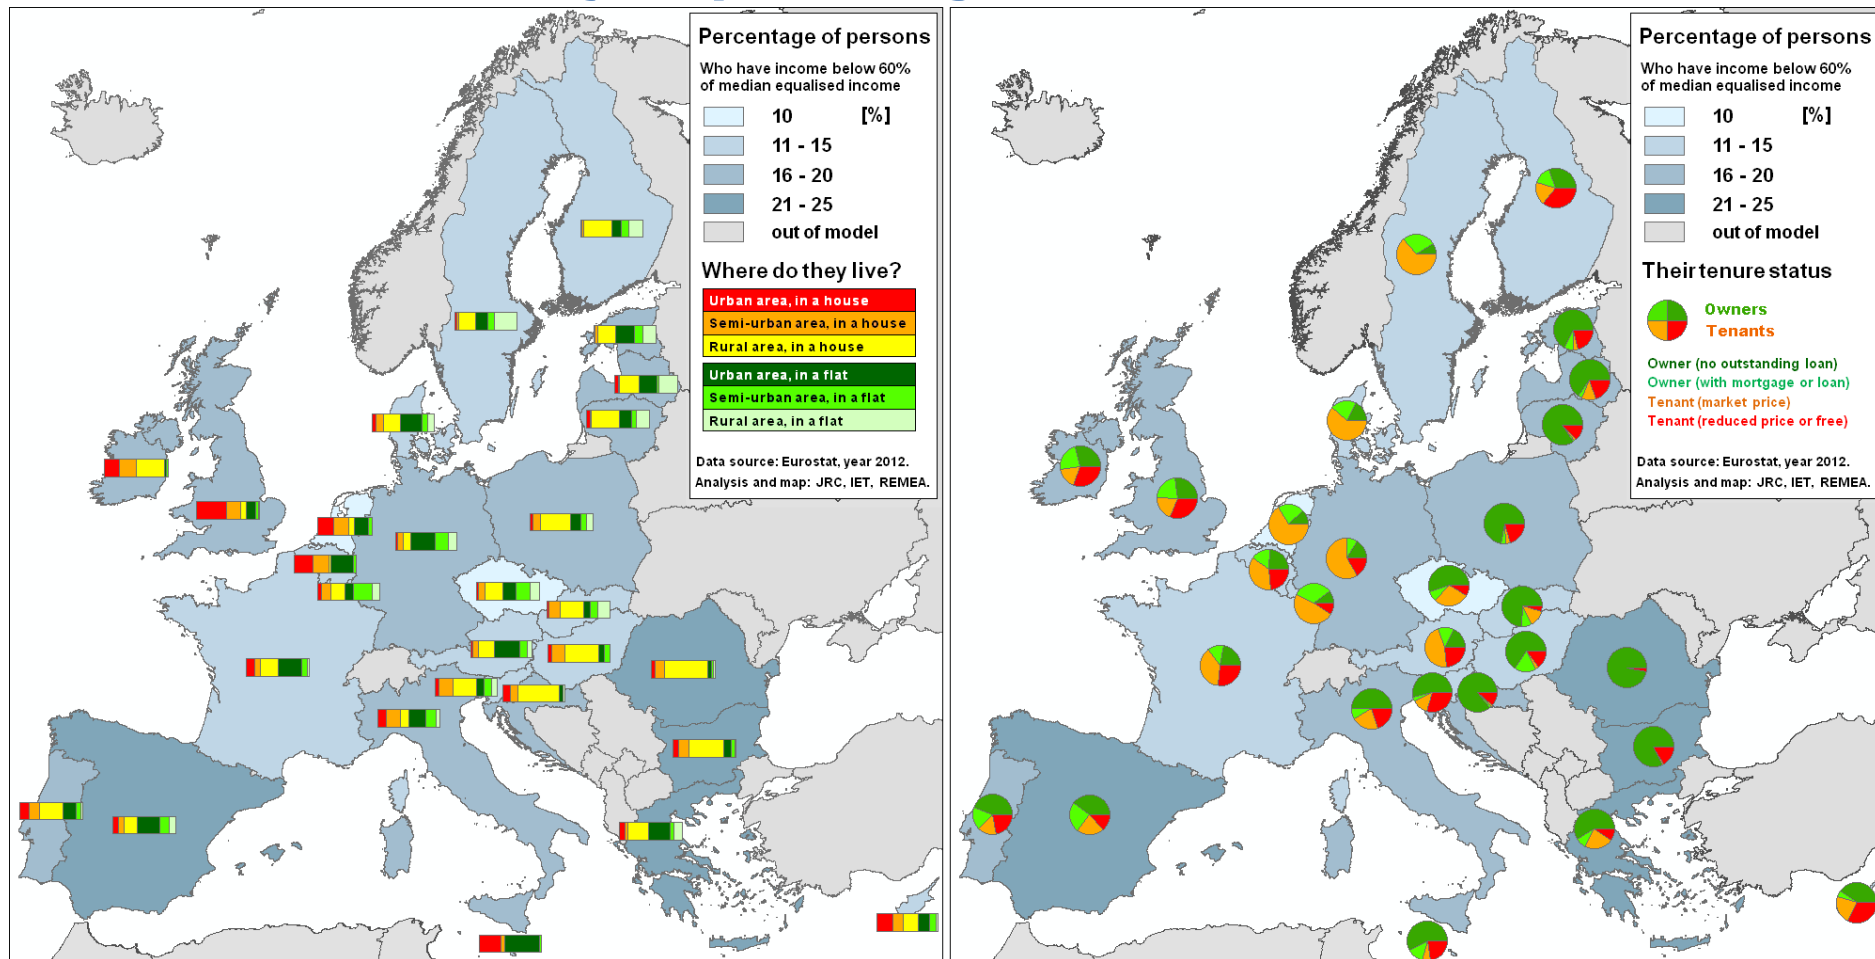 Percentage of persons
Who have income below 60%
of median equalised income
10 [%]
11 - 15
16 - 20
21 - 25
out of model
Where do they live?
Urban area, in a house
Semi-urban area, in a house
Rural area, in a house
Urban area, in a flat
Semi-urban area, in a flat
Rural area, in a flat
Data source: Eurostat, year 2012.
Analysis and map: JRC, IET, REMEA.
Percentage of persons
Who have income below 60%
of median equalised income
10 [%]
11 - 15
16 - 20
21 - 25
out of model
Their tenure status
Owners
Tenants
Owner (no outstanding loan)
Owner (with mortgage or loan)
Tenant (market price)
Tenant (reduced price or free)
Data source: Eurostat, year 2012.
Analysis and map: JRC, IET, REMEA.